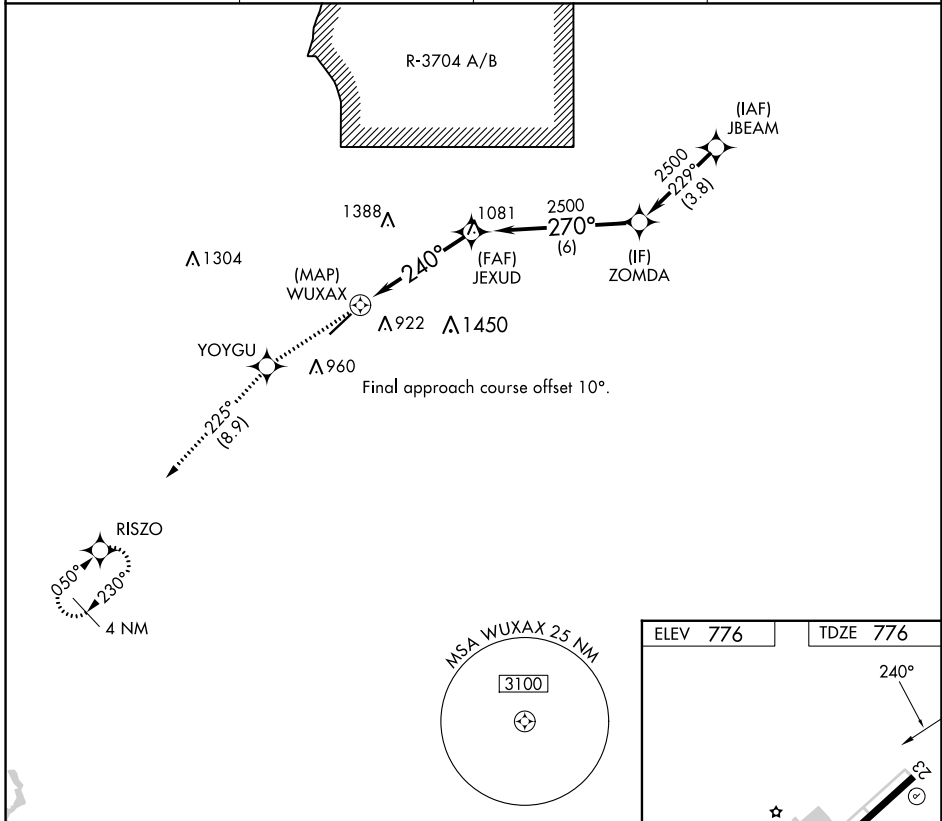 R-3704 A/B
(IAF)
JBEAM
2500
229°
(3.8)
1388
1081
2500
270°
(6)
1304
(FAF)
JEXUD
(IF)
ZOMDA
240°
(MAP)
WUXAX
922
1450
YOYGU
960
Final approach course offset 10°.
225°
(8.9)
RISZO
050°
230°
4 NM
MSA WUXAX 25 NM
3100
ELEV 776
TDZE 776
240°
23
P